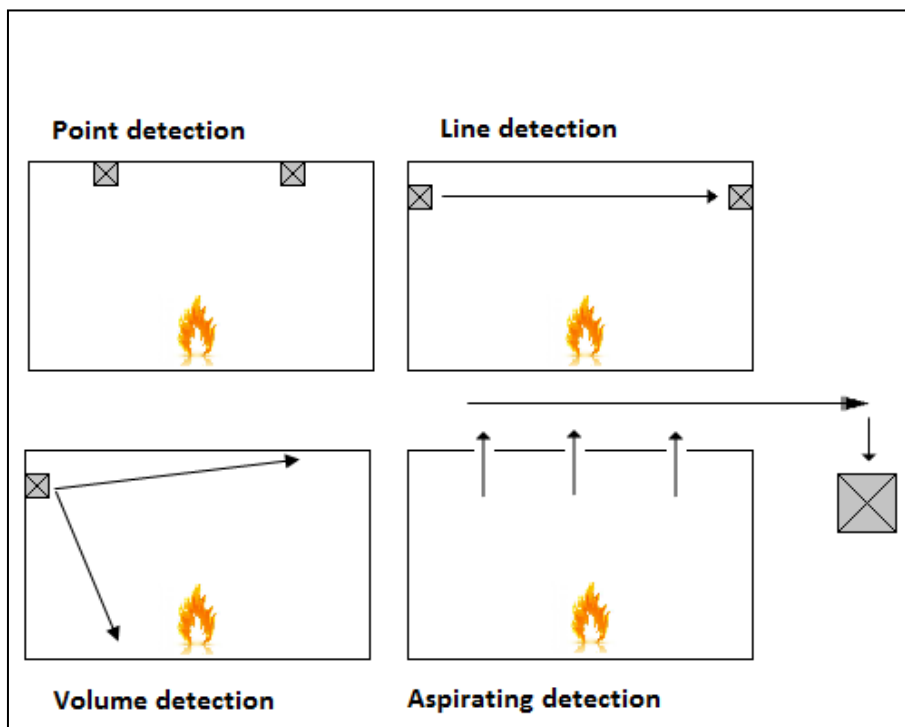 Point detection
Line detection
Volume detection
Aspirating detection